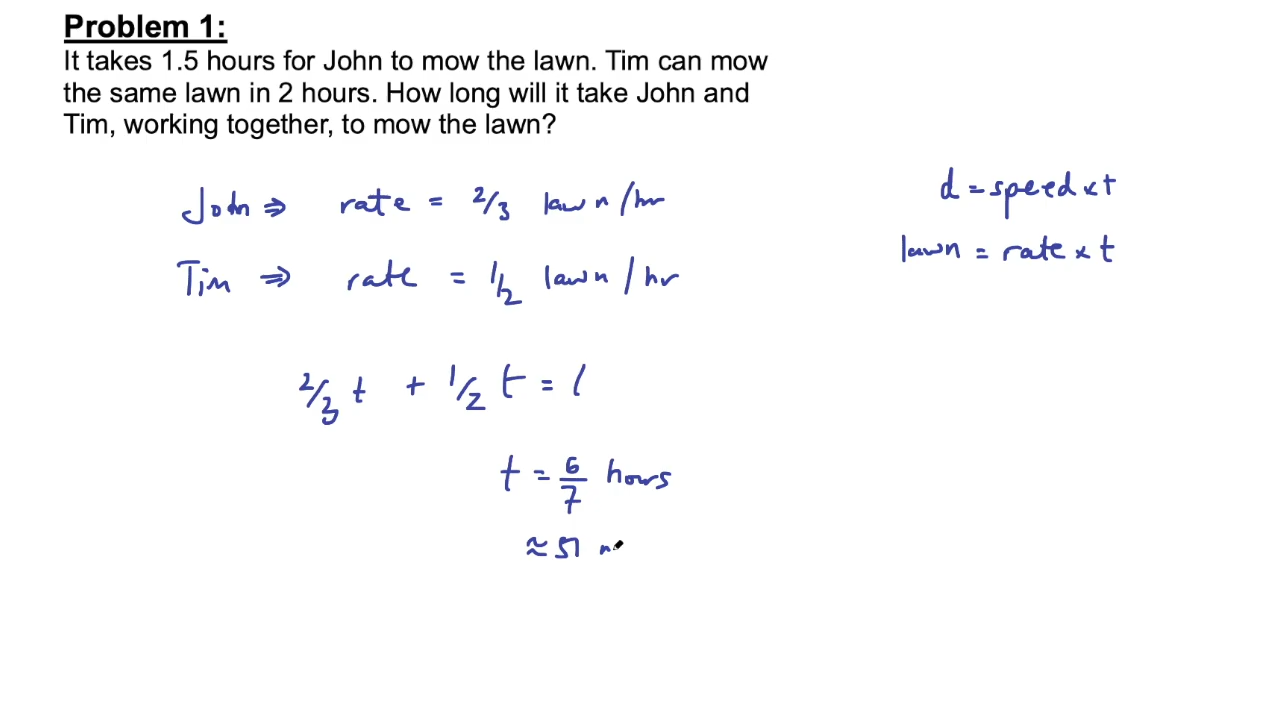 Problem 1:
It takes 1.5 hours for John to mow the lawn. Tim can mow
the same lawn in 2 hours. How long will it take John and
Tim, working together, to mow the lawn?
John ⇒ rate = 2/3 lawn/hr
d = speed × t
lawn = rate × t
Tim ⇒ rate = 1/2 lawn/hr
2/3 t + 1/2 t = 1
t = 6/7 hours
≈ 51 m